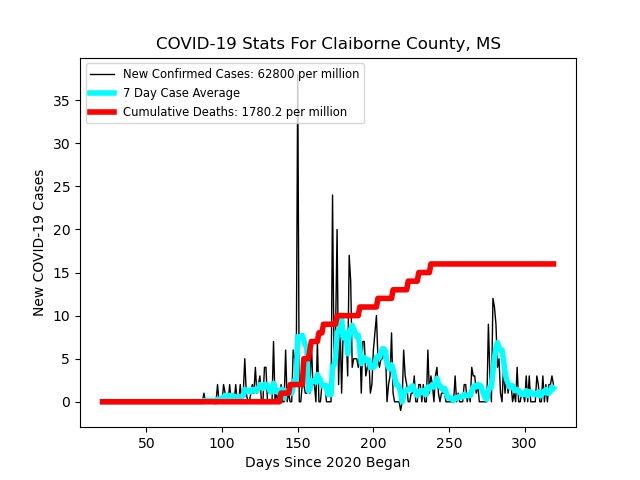 COVID-19 Stats For Claiborne County, MS
New Confirmed Cases: 62800 per million
7 Day Case Average
Cumulative Deaths: 1780.2 per million
New COVID-19 Cases
35
30
25
20
15
10
5
0
50 100 150 200 250 300
Days Since 2020 Began